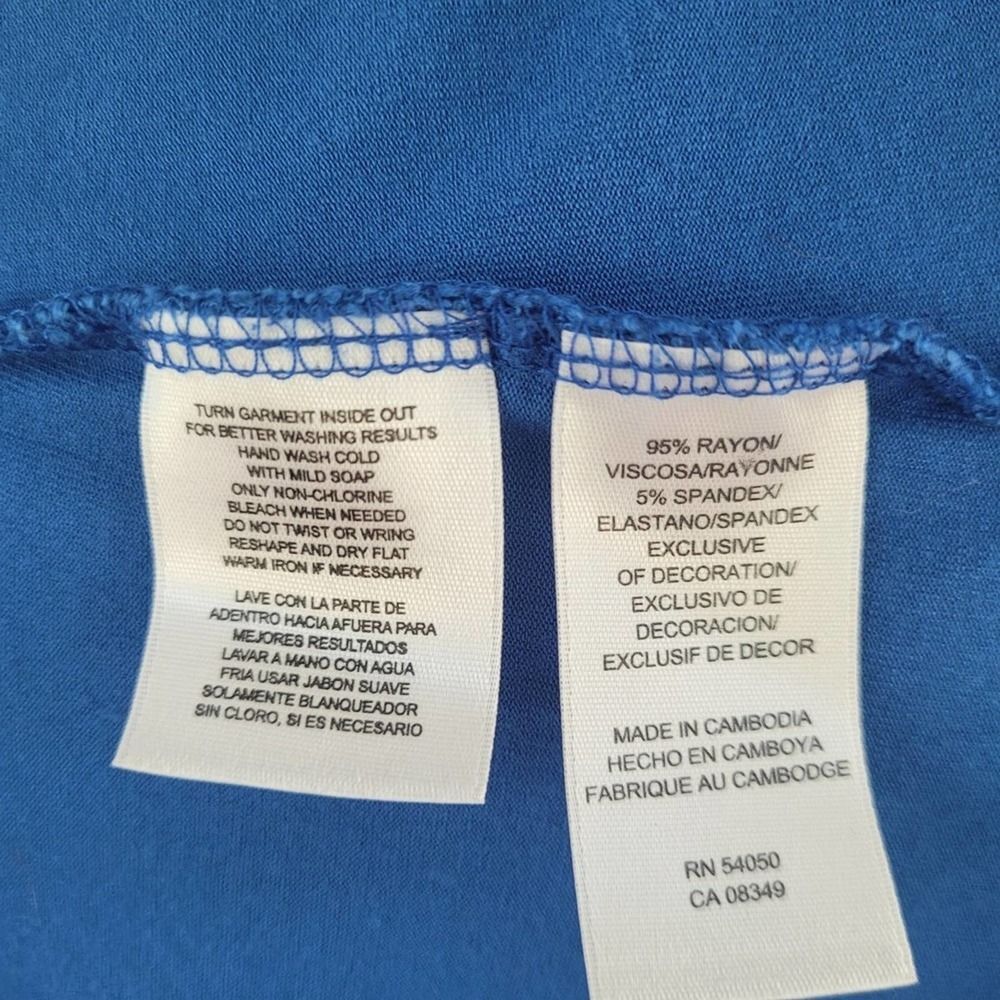 TURN GARMENT INSIDE OUT
FOR BETTER WASHING RESULTS
HAND WASH COLD
WITH MILD SOAP
ONLY NON-CHLORINE
BLEACH WHEN NEEDED
DO NOT TWIST OR WRING
RESHAPE AND DRY FLAT
WARM IRON IF NECESSARY
LAVE CON LA PARTE DE
ADENTRO HACIA AFUERA PARA
MEJORES RESULTADOS
LAVAR A MANO CON AGUA
FRIA USAR JABON SUAVE
SOLAMENTE BLANQUEADOR
SIN CLORO, SI ES NECESARIO
95% RAYON/
VISCOSA/RAYONNE
5% SPANDEX/
ELASTANO/SPANDEX
EXCLUSIVE
OF DECORATION/
EXCLUSIVO DE
DECORACION/
EXCLUSIF DE DECOR
MADE IN CAMBODIA
HECHO EN CAMBOYA
FABRIQUE AU CAMBODGE
RN 54050
CA 08349